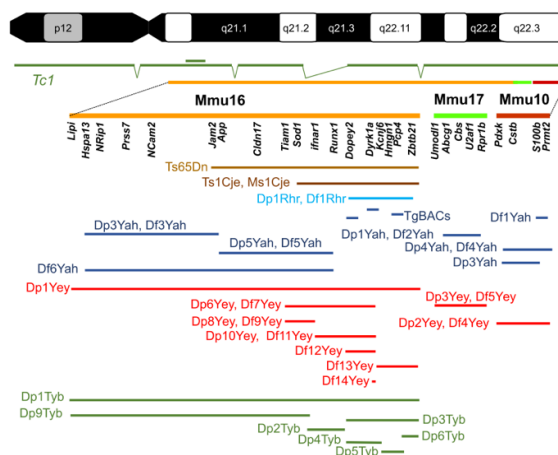 p12 q21.1 q21.2 q21.3 q22.11 q22.2 q22.3
Tc1
Mmu16 Mmu17 Mmu10
Lipi Hspa13 NRip1 Prss7 NCam2 Jam2 App Cldn17 Tiam1 Sod1 ifnar1 Runx1 Dopey2 Dyrk1a Kcnj6 Hmgn1 Pcp4 Zbtb21 Umodl1 Abcg1 Cbs U2af1 Rpr1b Pdxk Cstb S100b Prmt2
Ts65Dn
Ts1Cje, Ms1Cje
Dp1Rhr, Df1Rhr
TgBACs Df1Yah
Dp3Yah, Df3Yah Dp1Yah, Df2Yah
Dp5Yah, Df5Yah Dp4Yah, Df4Yah
Dp3Yah
Df6Yah
Dp1Yey Dp3Yey, Df5Yey
Dp6Yey, Df7Yey
Dp8Yey, Df9Yey Dp2Yey, Df4Yey
Dp10Yey, Df11Yey
Df12Yey
Df13Yey
Df14Yey
Dp1Tyb
Dp9Tyb Dp3Tyb
Dp2Tyb
Dp4Tyb Dp6Tyb
Dp5Tyb